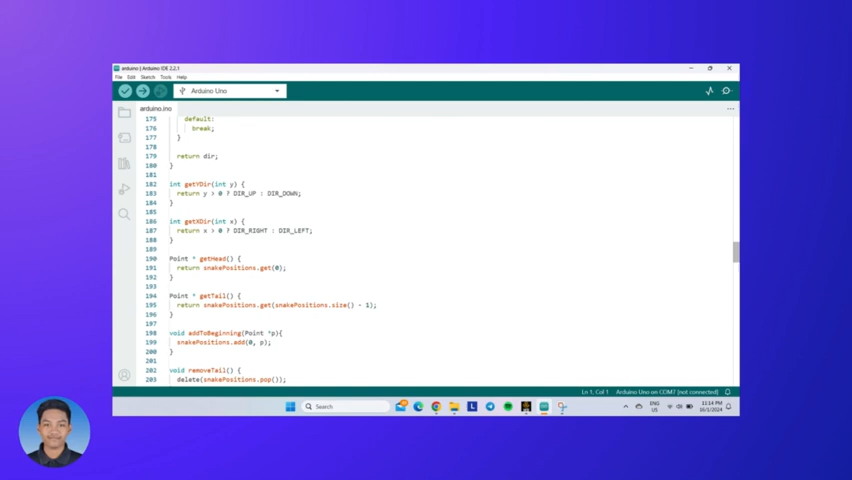 arduino | Arduino IDE 2.2.1
File Edit Sketch Tools Help
Arduino Uno
arduino.ino
175 default:
176 break;
177 }
178
179 return dir;
180 }
181
182 int getYDir(int y) {
183 return y > 0 ? DIR_UP : DIR_DOWN;
184 }
185
186 int getXDir(int x) {
187 return x > 0 ? DIR_RIGHT : DIR_LEFT;
188 }
189
190 Point * getHead() {
191 return snakePositions.get(0);
192 }
193
194 Point * getTail() {
195 return snakePositions.get(snakePositions.size() - 1);
196 }
197
198 void addToBeginning(Point *p){
199 snakePositions.add(0, p);
200 }
201
202 void removeTail() {
203 delete(snakePositions.pop());
Ln 1, Col 1 Arduino Uno on COM7 [not connected]
Search
ENG
US
11:14 PM
16/1/2024